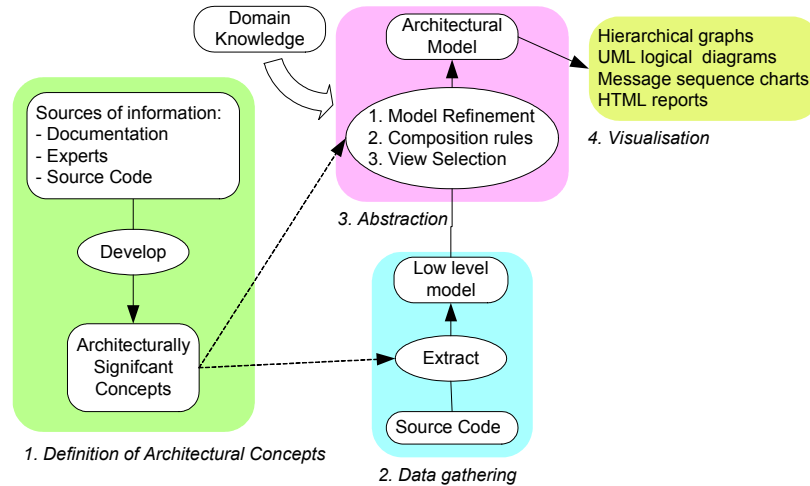 Domain
Knowledge
Architectural
Model
Hierarchical graphs
UML logical  diagrams
Message sequence charts
HTML reports
4. Visualisation
1. Model Refinement
2. Composition rules
3. View Selection
3. Abstraction
Sources of information:
- Documentation
- Experts
- Source Code
Develop
Architecturally
Signifcant
Concepts
1. Definition of Architectural Concepts
Low level
model
Extract
Source Code
2. Data gathering